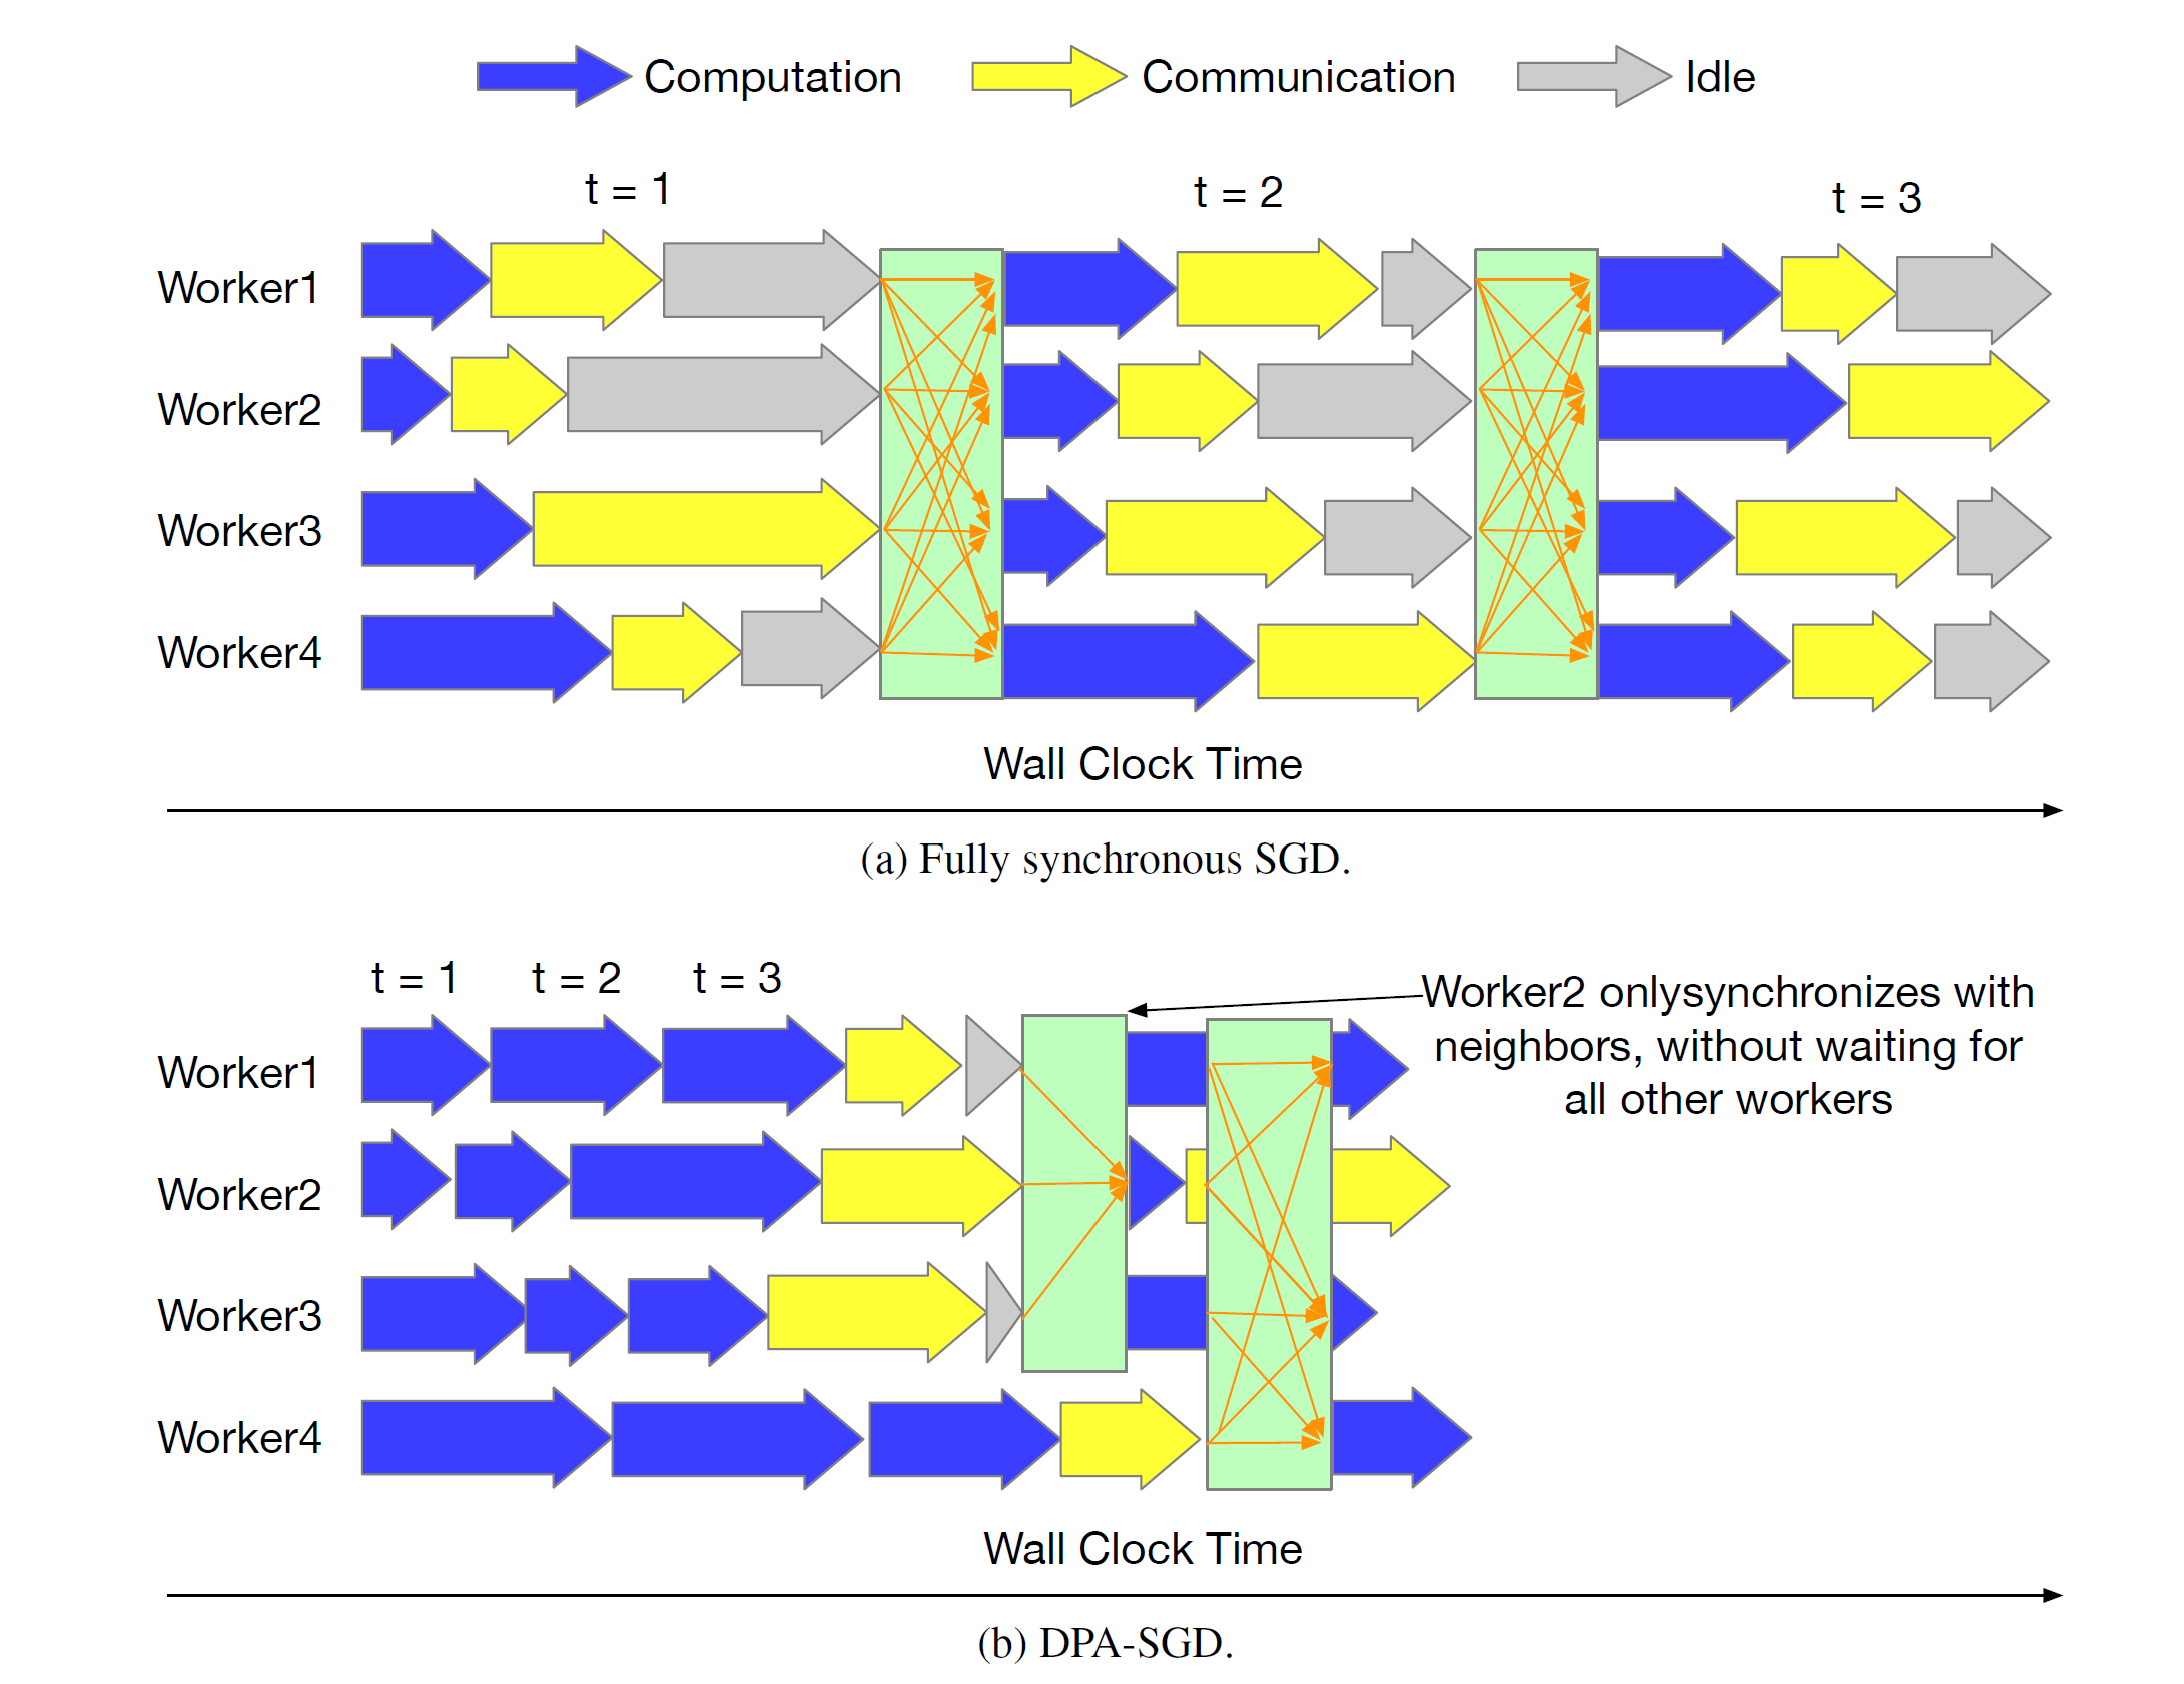 Computation Communication Idle
t = 1 t = 2 t = 3
Worker1
Worker2
Worker3
Worker4
Wall Clock Time
(a) Fully synchronous SGD.
t = 1 t = 2 t = 3
Worker2 onlysynchronizes with
neighbors, without waiting for
all other workers
Worker1
Worker2
Worker3
Worker4
Wall Clock Time
(b) DPA-SGD.